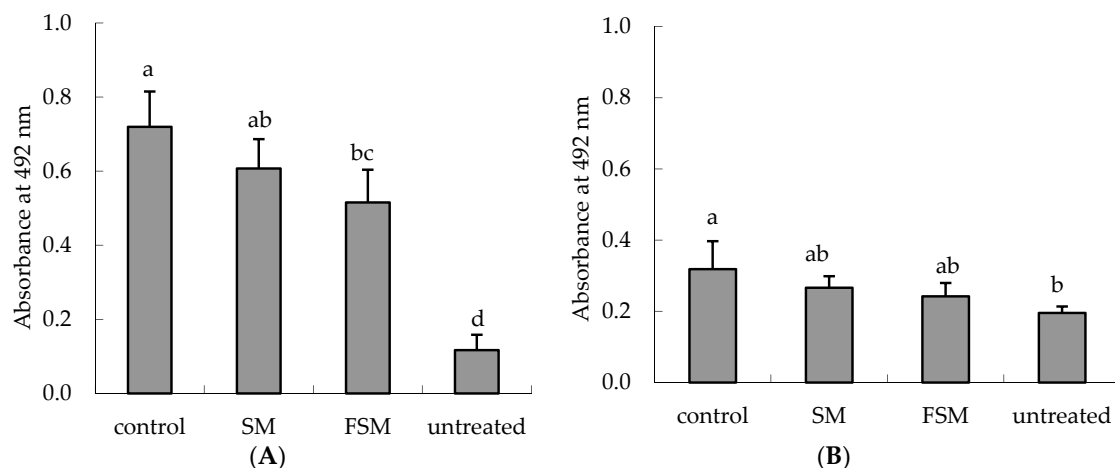 1.0
0.8
0.6
0.4
0.2
0.0
Absorbance at 492 nm
a
ab
bc
d
control SM FSM untreated
(A)
1.0
0.8
0.6
0.4
0.2
0.0
Absorbance at 492 nm
a
ab
ab
b
control SM FSM untreated
(B)